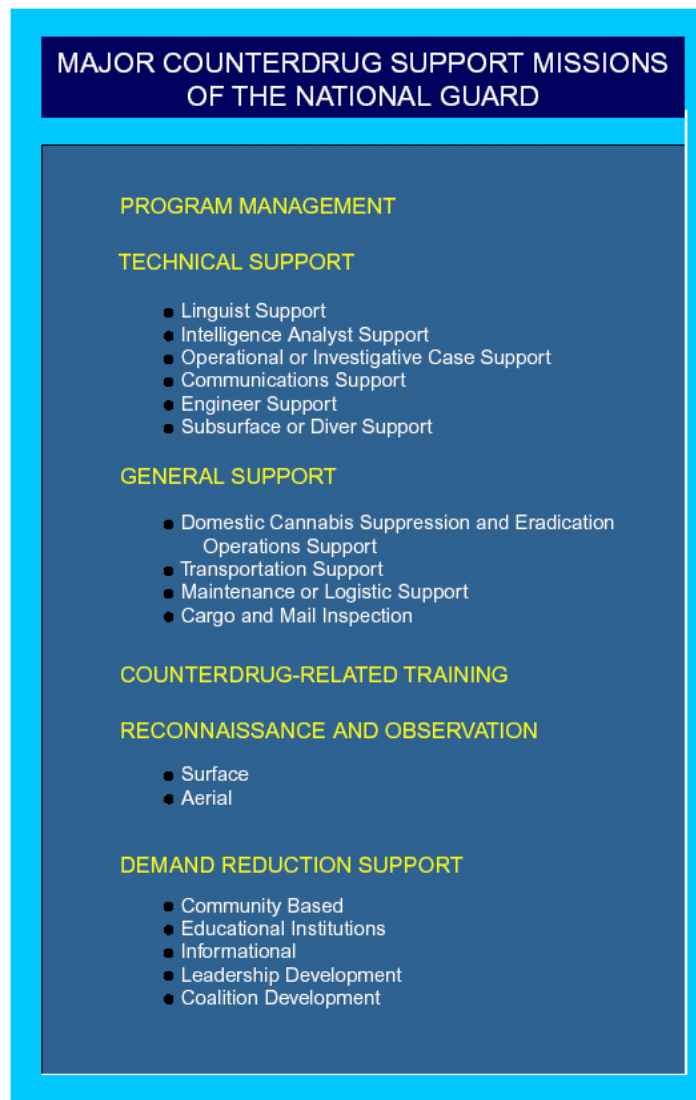 MAJOR COUNTERDRUG SUPPORT MISSIONS
OF THE NATIONAL GUARD
PROGRAM MANAGEMENT
TECHNICAL SUPPORT
Linguist Support
Intelligence Analyst Support
Operational or Investigative Case Support
Communications Support
Engineer Support
Subsurface or Diver Support
GENERAL SUPPORT
Domestic Cannabis Suppression and Eradication
Operations Support
Transportation Support
Maintenance or Logistic Support
Cargo and Mail Inspection
COUNTERDRUG-RELATED TRAINING
RECONNAISSANCE AND OBSERVATION
Surface
Aerial
DEMAND REDUCTION SUPPORT
Community Based
Educational Institutions
Informational
Leadership Development
Coalition Development